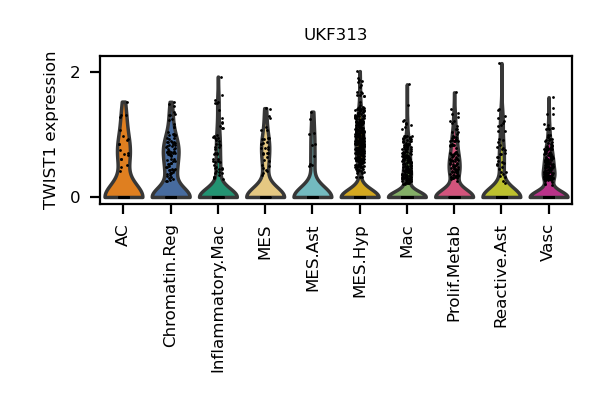 UKF313
TWIST1 expression
2
0
AC
Chromatin.Reg
Inflammatory.Mac
MES
MES.Ast
MES.Hyp
Mac
Prolif.Metab
Reactive.Ast
Vasc